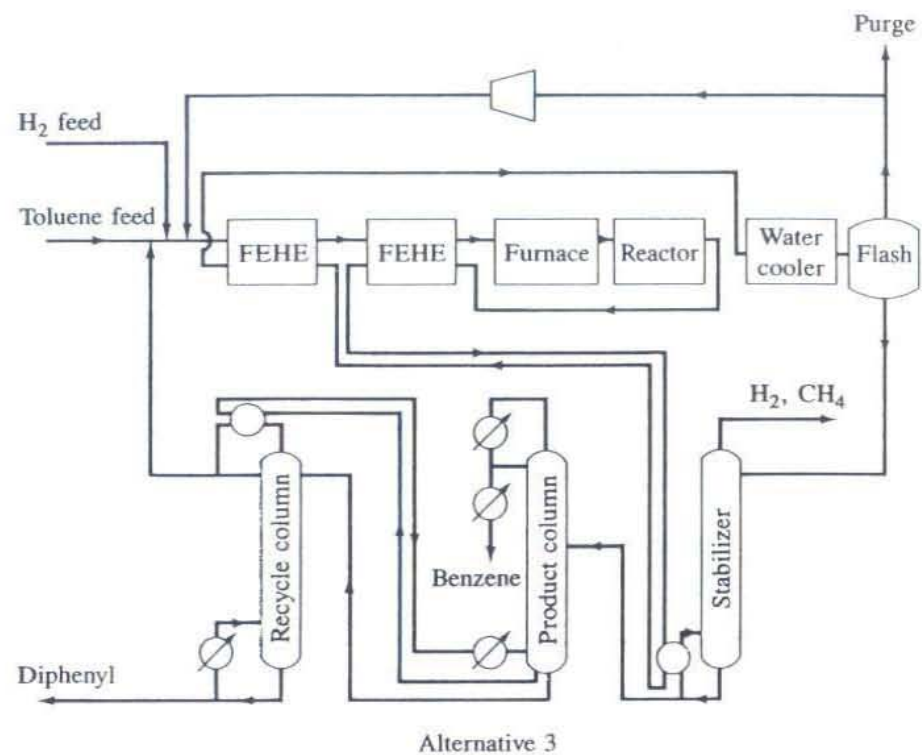 Purge
H₂ feed
Toluene feed
FEHE
FEHE
Furnace
Reactor
Water
cooler
Flash
H₂, CH₄
Recycle column
Benzene
Product column
Stabilizer
Diphenyl
Alternative 3